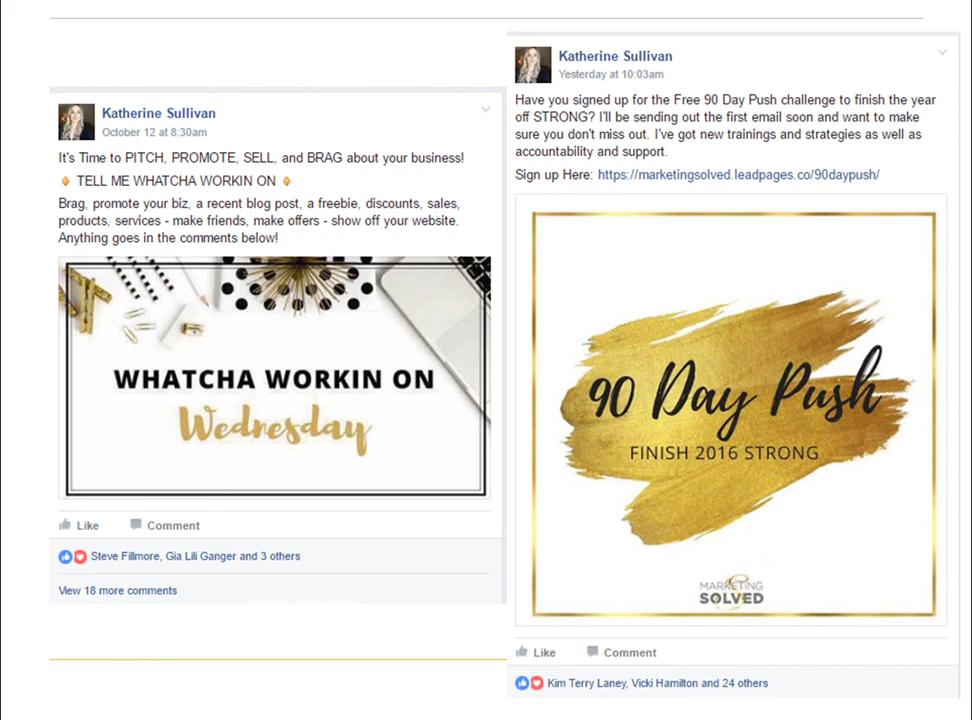 Katherine Sullivan
October 12 at 8:30am
It's Time to PITCH, PROMOTE, SELL, and BRAG about your business!
TELL ME WHATCHA WORKIN ON
Brag, promote your biz, a recent blog post, a freebie, discounts, sales,
products, services - make friends, make offers - show off your website.
Anything goes in the comments below!
WHATCHA WORKIN ON
Wednesday
Like Comment
Steve Fillmore, Gia Lili Ganger and 3 others
View 18 more comments
Katherine Sullivan
Yesterday at 10:03am
Have you signed up for the Free 90 Day Push challenge to finish the year
off STRONG? I'll be sending out the first email soon and want to make
sure you don't miss out. I've got new trainings and strategies as well as
accountability and support.
Sign up Here: https://marketingsolved.leadpages.co/90daypush/
90 Day Push
FINISH 2016 STRONG
MARKETING
SOLVED
Like Comment
Kim Terry Laney, Vicki Hamilton and 24 others